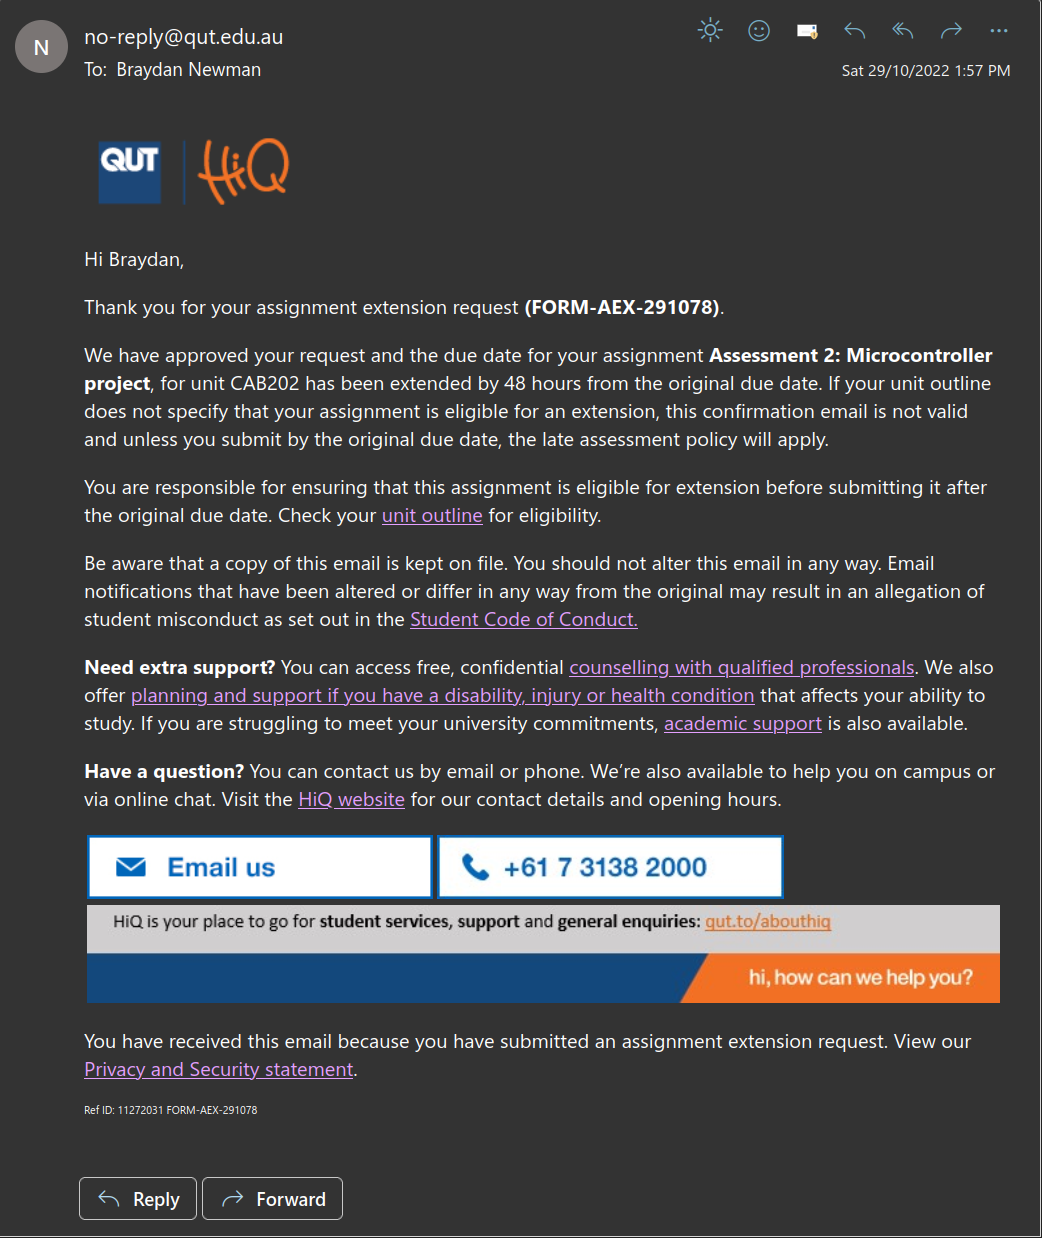 N
no-reply@qut.edu.au
To: Braydan Newman
Sat 29/10/2022 1:57 PM
QUT HiQ
Hi Braydan,
Thank you for your assignment extension request (FORM-AEX-291078).
We have approved your request and the due date for your assignment Assessment 2: Microcontroller
project, for unit CAB202 has been extended by 48 hours from the original due date. If your unit outline
does not specify that your assignment is eligible for an extension, this confirmation email is not valid
and unless you submit by the original due date, the late assessment policy will apply.
You are responsible for ensuring that this assignment is eligible for extension before submitting it after
the original due date. Check your unit outline for eligibility.
Be aware that a copy of this email is kept on file. You should not alter this email in any way. Email
notifications that have been altered or differ in any way from the original may result in an allegation of
student misconduct as set out in the Student Code of Conduct.
Need extra support? You can access free, confidential counselling with qualified professionals. We also
offer planning and support if you have a disability, injury or health condition that affects your ability to
study. If you are struggling to meet your university commitments, academic support is also available.
Have a question? You can contact us by email or phone. We’re also available to help you on campus or
via online chat. Visit the HiQ website for our contact details and opening hours.
Email us +61 7 3138 2000
HiQ is your place to go for student services, support and general enquiries: qut.to/abouthiq
hi, how can we help you?
You have received this email because you have submitted an assignment extension request. View our
Privacy and Security statement.
Ref ID: 11272031 FORM-AEX-291078
Reply Forward